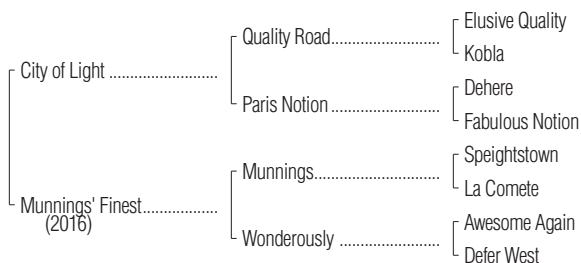 Elusive Quality
Quality Road
Kobla
City of Light
Dehere
Paris Notion
Fabulous Notion
Speightstown
Munnings
La Comete
Munnings' Finest
(2016)
Awesome Again
Wonderously
Defer West